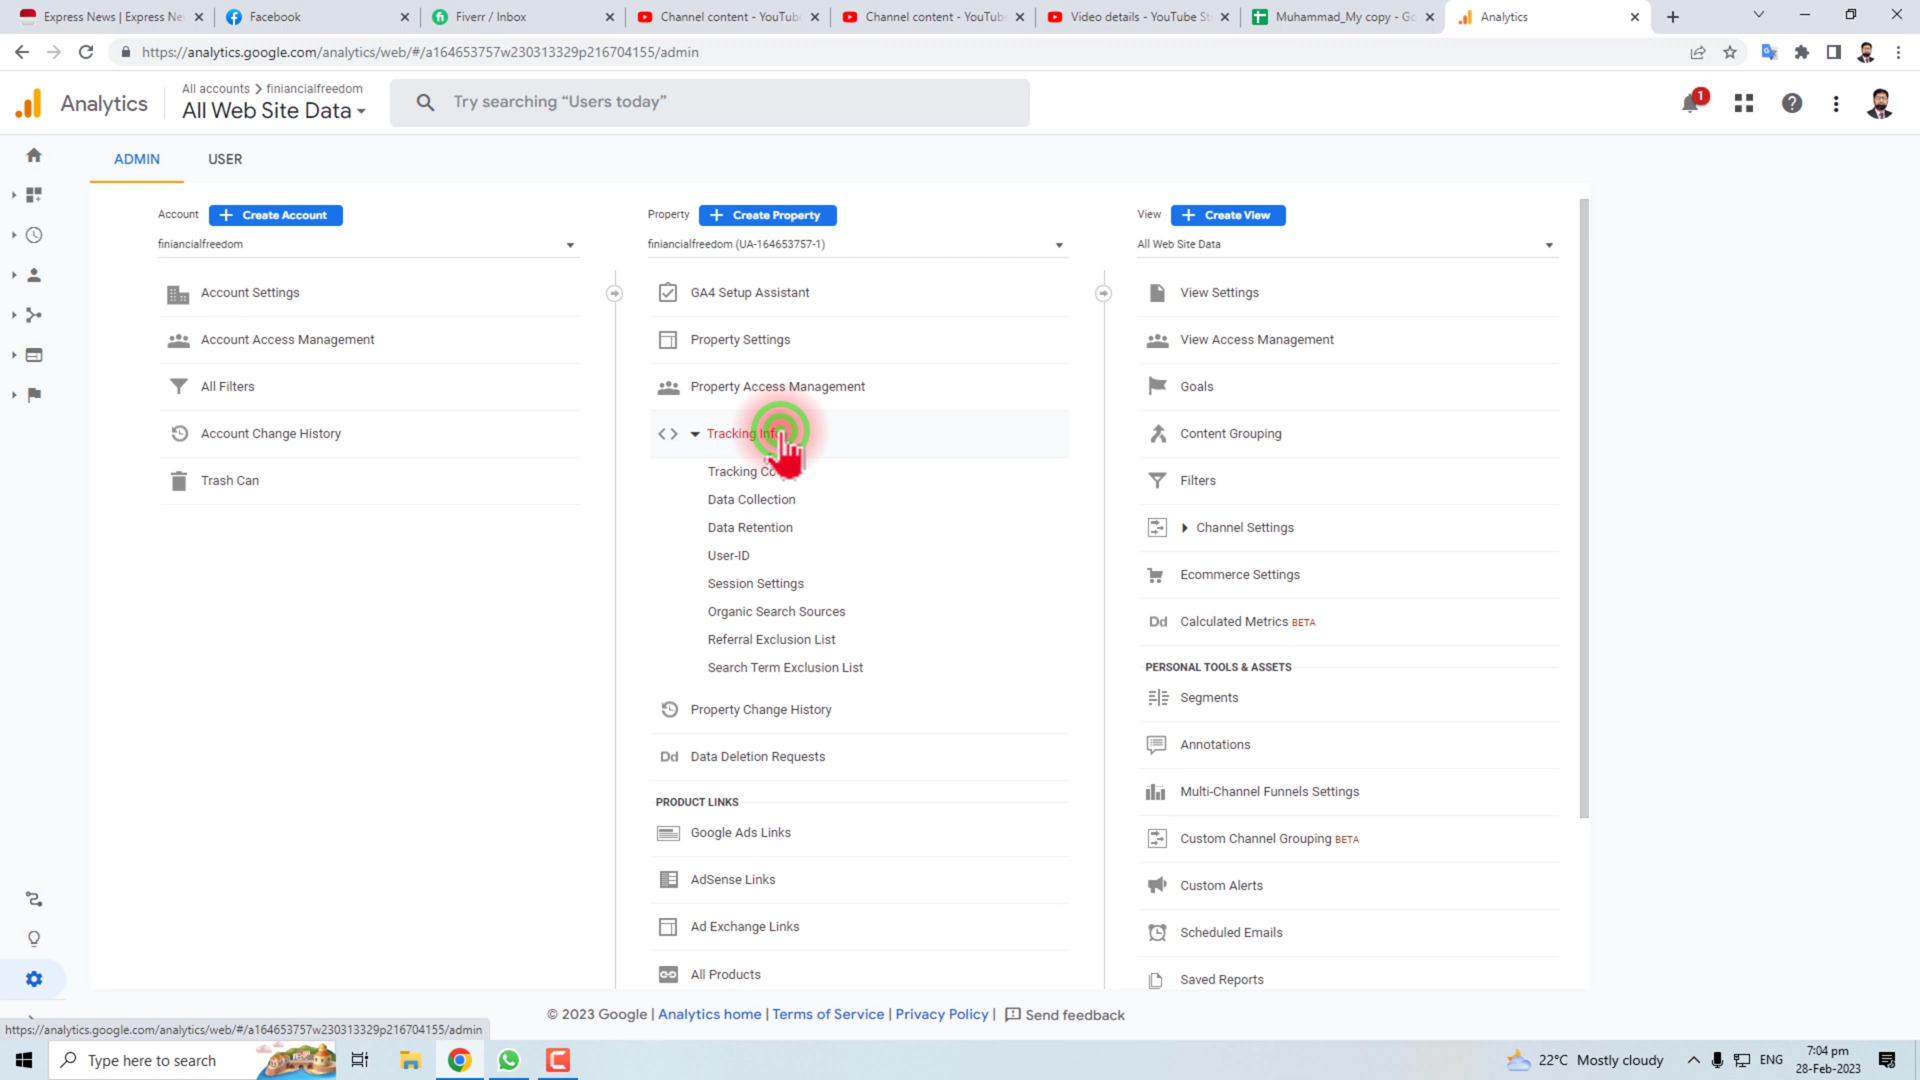 Express News | Express Ne
Facebook
Fiverr / Inbox
Channel content - YouTub
Channel content - YouTub
Video details - YouTube St
Muhammad_My copy - Go
Analytics
https://analytics.google.com/analytics/web/#/a164653757w230313329p216704155/admin
Analytics
All accounts > finiancialfreedom
All Web Site Data
Try searching “Users today”
1
ADMIN
USER
Account
Create Account
finiancialfreedom
Account Settings
Account Access Management
All Filters
Account Change History
Trash Can
Property
Create Property
finiancialfreedom (UA-164653757-1)
GA4 Setup Assistant
Property Settings
Property Access Management
Tracking
Tracking
Data Collection
Data Retention
User-ID
Session Settings
Organic Search Sources
Referral Exclusion List
Search Term Exclusion List
Property Change History
Dd Data Deletion Requests
PRODUCT LINKS
Google Ads Links
AdSense Links
Ad Exchange Links
All Products
View
Create View
All Web Site Data
View Settings
View Access Management
Goals
Content Grouping
Filters
Channel Settings
Ecommerce Settings
Dd Calculated Metrics BETA
PERSONAL TOOLS & ASSETS
Segments
Annotations
Multi-Channel Funnels Settings
Custom Channel Grouping BETA
Custom Alerts
Scheduled Emails
Saved Reports
© 2023 Google | Analytics home | Terms of Service | Privacy Policy | Send feedback
https://analytics.google.com/analytics/web/#/a164653757w230313329p216704155/admin
Type here to search
22°C Mostly cloudy
ENG
7:04 pm
28-Feb-2023